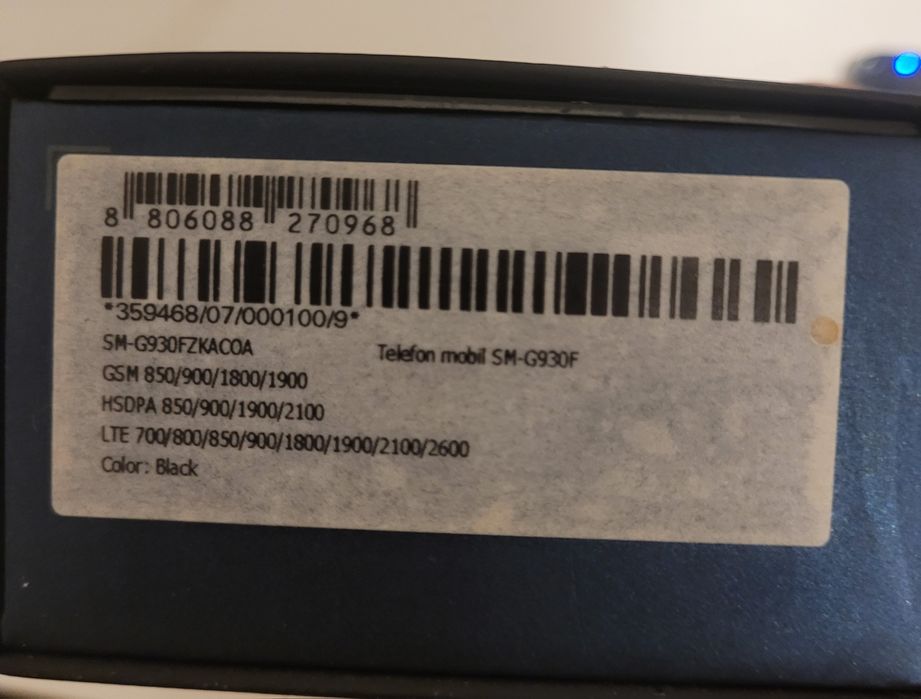 8 806088 270968
*359468/07/000100/9*
SM-G930FZKACOA
Telefon mobil SM-G930F
GSM 850/900/1800/1900
HSDPA 850/900/1900/2100
LTE 700/800/850/900/1800/1900/2100/2600
Color: Black